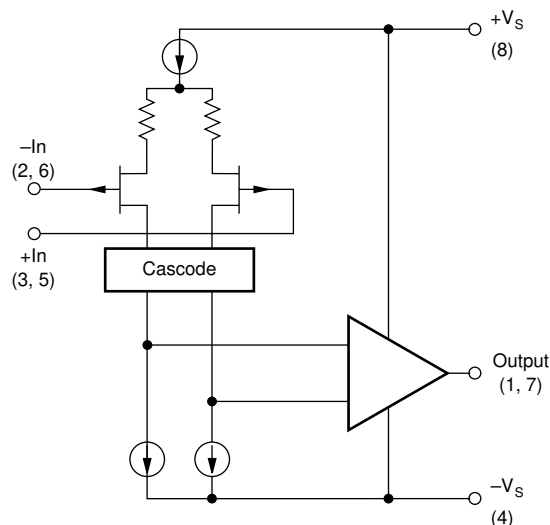 +VS
(8)
–In
(2, 6)
+In
(3, 5)
Cascode
Output
(1, 7)
–VS
(4)